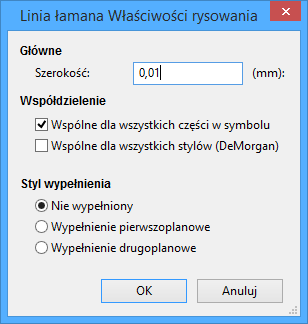 Linia łamana Właściwości rysowania
Główne
Szerokość: 0,01 (mm):
Współdzielenie
Wspólne dla wszystkich części w symbolu
Wspólne dla wszystkich stylów (DeMorgan)
Styl wypełnienia
Nie wypełniony
Wypełnienie pierwszoplanowe
Wypełnienie drugoplanowe
OK Anuluj